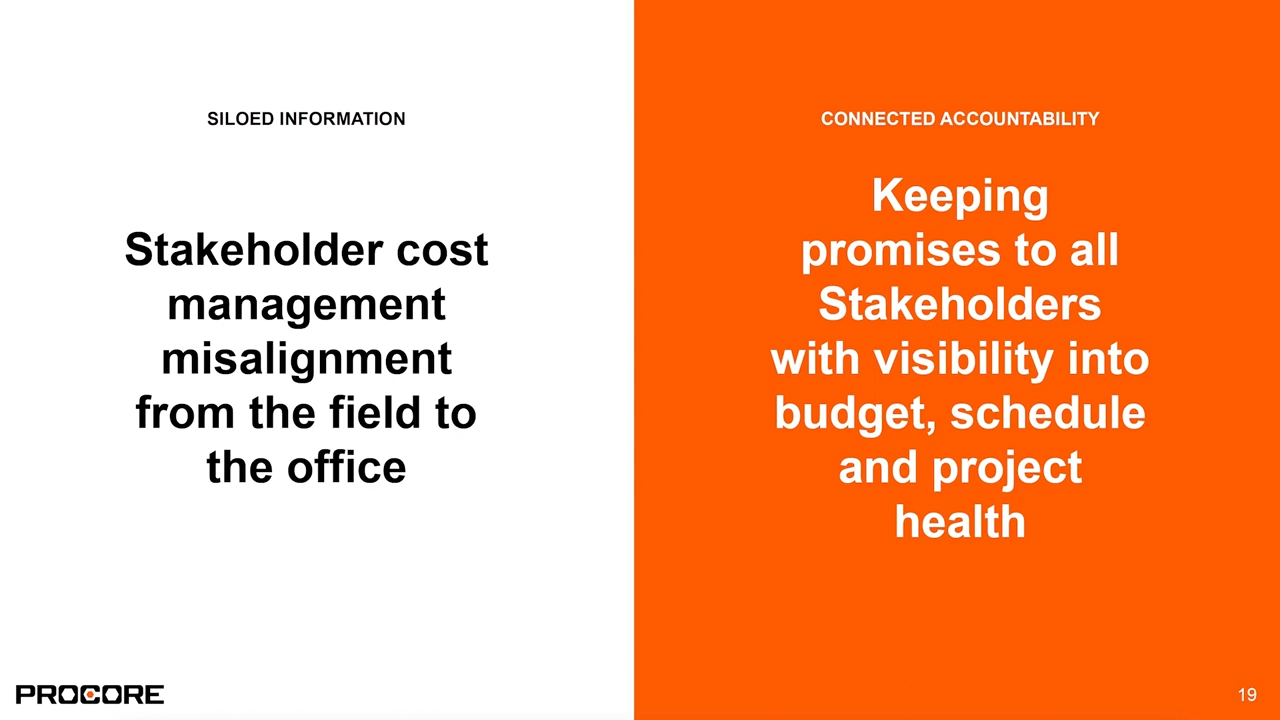 SILOED INFORMATION
Stakeholder cost
management
misalignment
from the field to
the office
CONNECTED ACCOUNTABILITY
Keeping
promises to all
Stakeholders
with visibility into
budget, schedule
and project
health
PROCORE
19